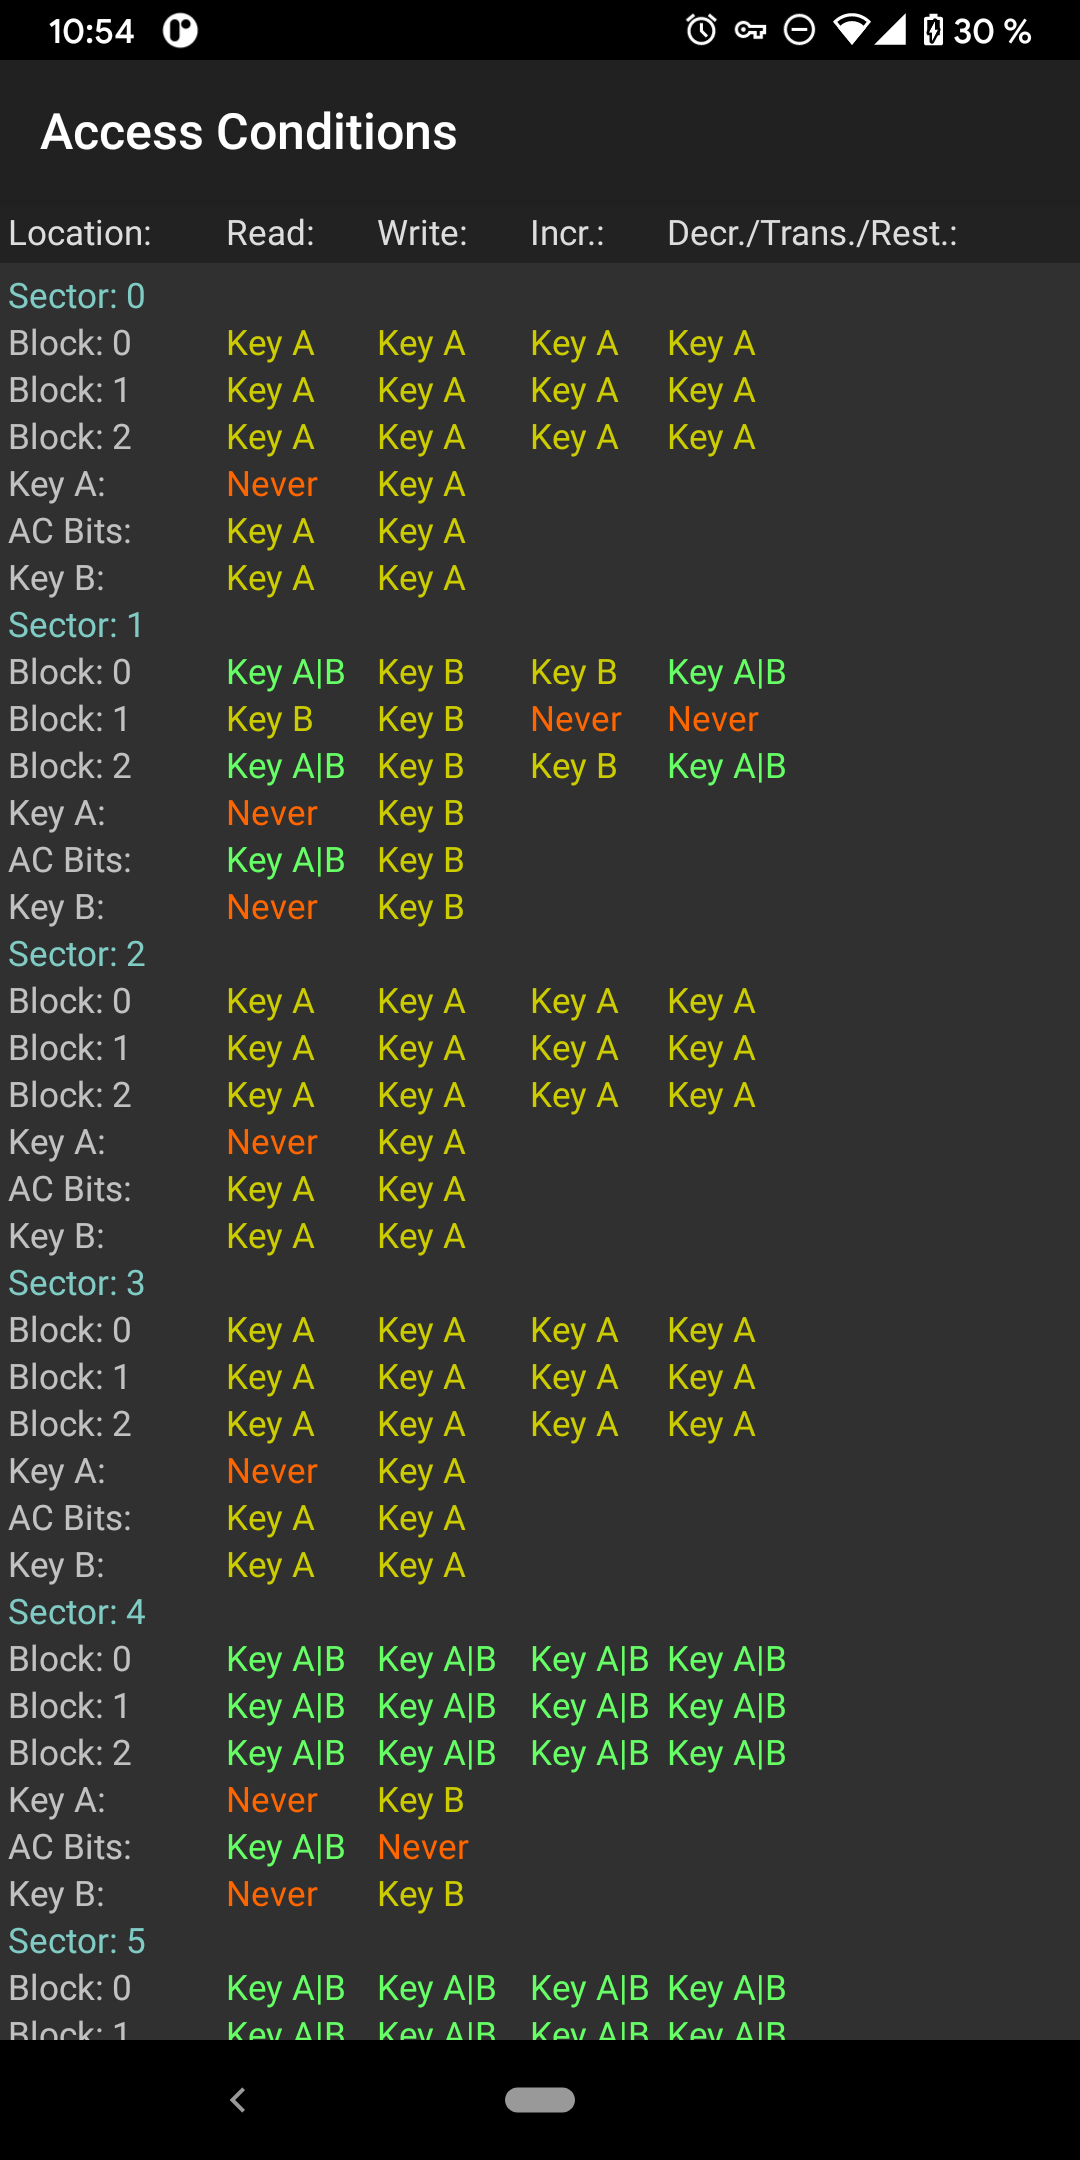 10:54 30 %
Access Conditions
Location: Read: Write: Incr.: Decr./Trans./Rest.:
Sector: 0
Block: 0 Key A Key A Key A Key A
Block: 1 Key A Key A Key A Key A
Block: 2 Key A Key A Key A Key A
Key A: Never Key A
AC Bits: Key A Key A
Key B: Key A Key A
Sector: 1
Block: 0 Key A|B Key B Key B Key A|B
Block: 1 Key B Key B Never Never
Block: 2 Key A|B Key B Key B Key A|B
Key A: Never Key B
AC Bits: Key A|B Key B
Key B: Never Key B
Sector: 2
Block: 0 Key A Key A Key A Key A
Block: 1 Key A Key A Key A Key A
Block: 2 Key A Key A Key A Key A
Key A: Never Key A
AC Bits: Key A Key A
Key B: Key A Key A
Sector: 3
Block: 0 Key A Key A Key A Key A
Block: 1 Key A Key A Key A Key A
Block: 2 Key A Key A Key A Key A
Key A: Never Key A
AC Bits: Key A Key A
Key B: Key A Key A
Sector: 4
Block: 0 Key A|B Key A|B Key A|B Key A|B
Block: 1 Key A|B Key A|B Key A|B Key A|B
Block: 2 Key A|B Key A|B Key A|B Key A|B
Key A: Never Key B
AC Bits: Key A|B Never
Key B: Never Key B
Sector: 5
Block: 0 Key A|B Key A|B Key A|B Key A|B
Block: 1 Key A|B Key A|B Key A|B Key A|B